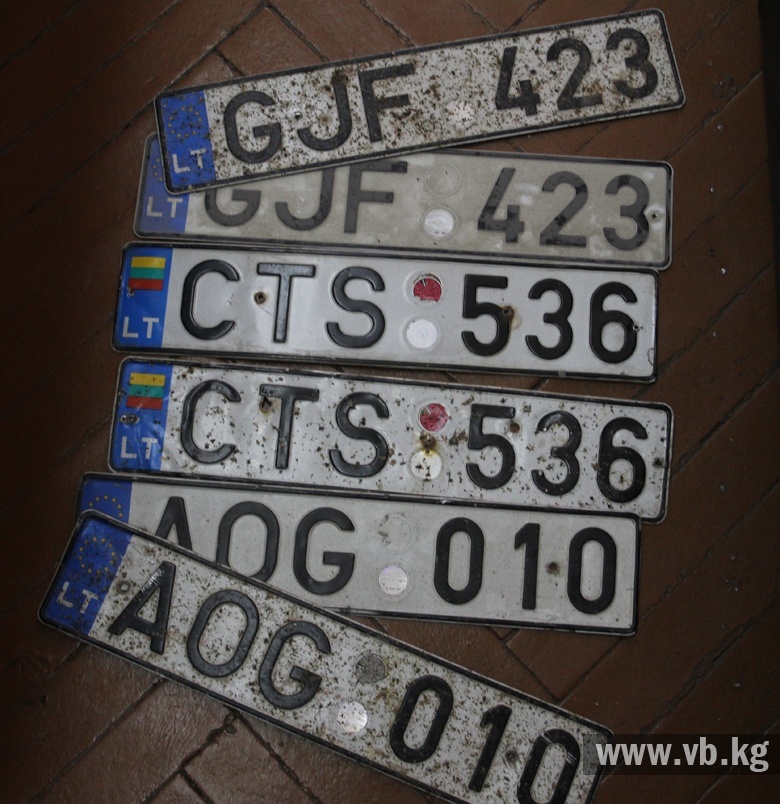 LT GJF 423
LT GJF 423
LT CTS 536
LT CTS 536
AOG 010
LT AOG 010
www.vb.kg